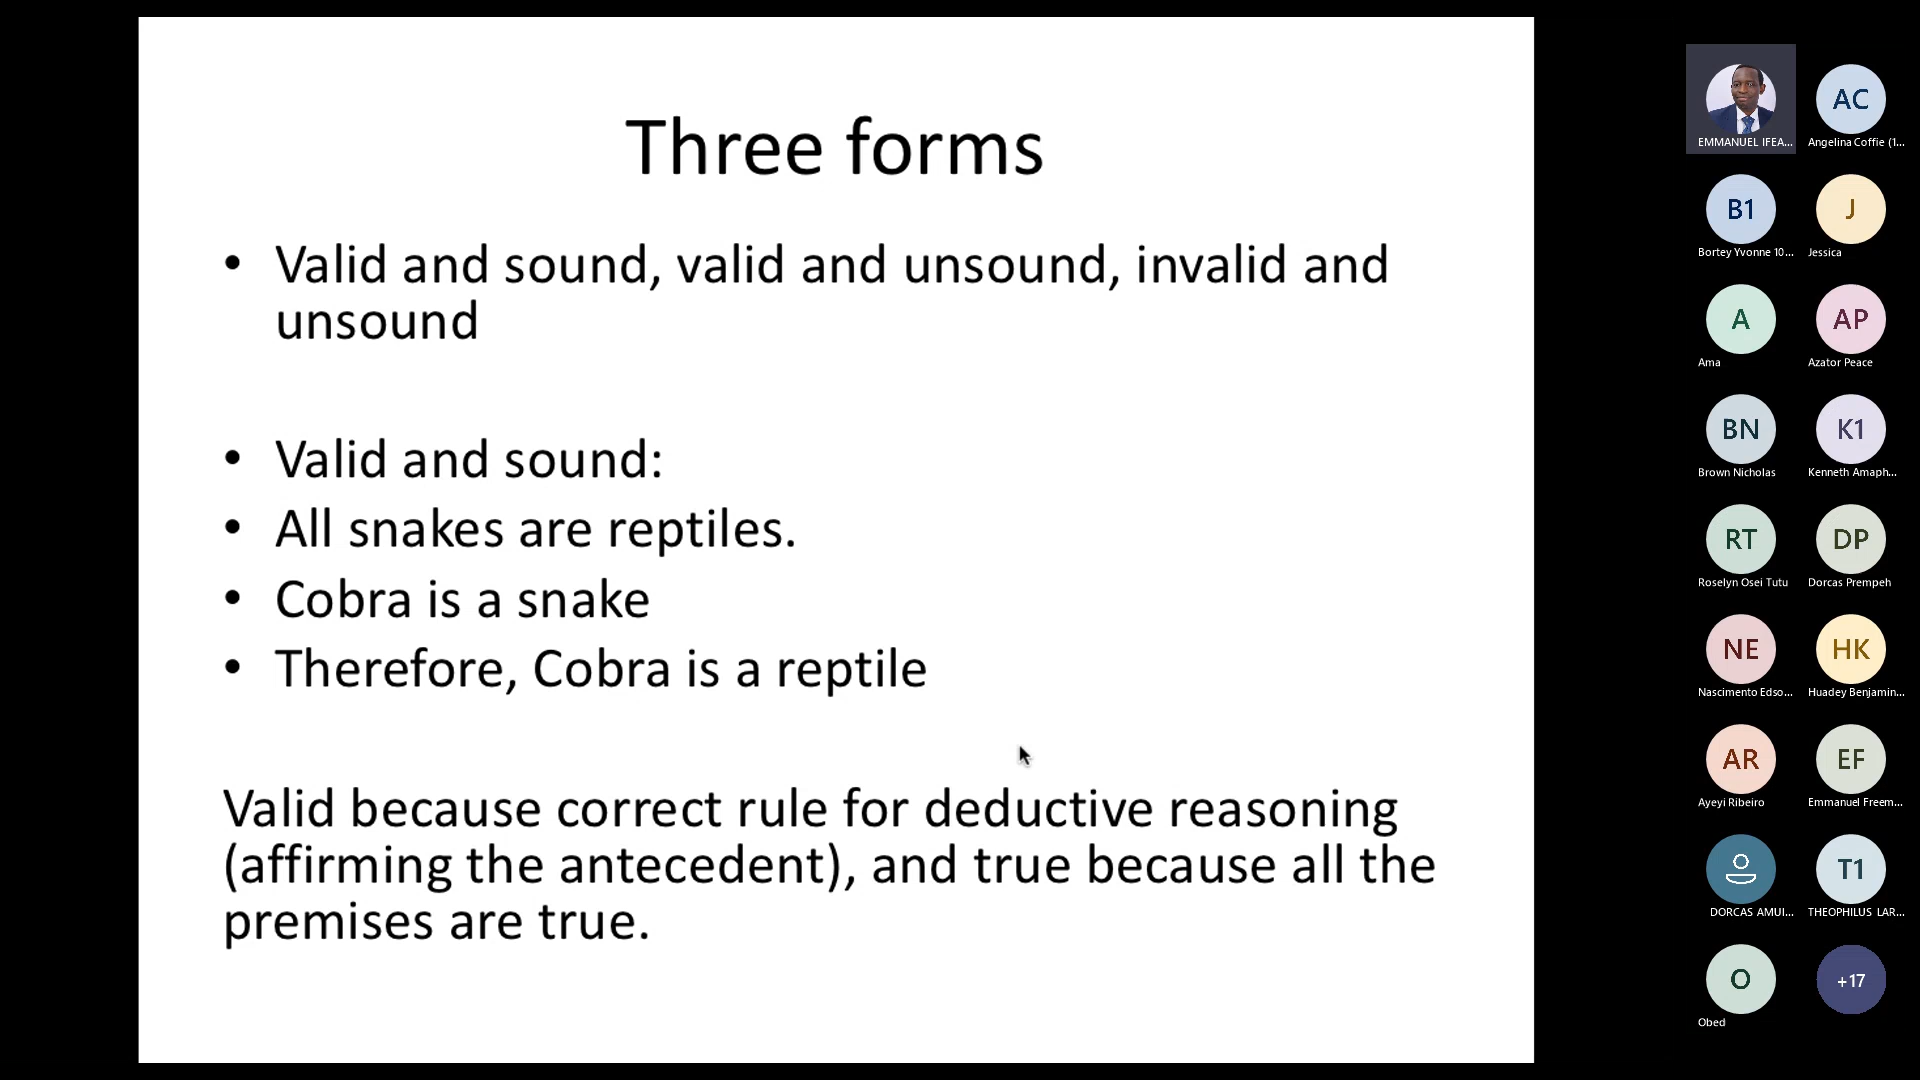 Three forms
• Valid and sound, valid and unsound, invalid and
unsound
• Valid and sound:
• All snakes are reptiles.
• Cobra is a snake
• Therefore, Cobra is a reptile
Valid because correct rule for deductive reasoning
(affirming the antecedent), and true because all the
premises are true.
EMMANUEL IFEA...
AC
Angelina Coffie (1...
B1
Bortey Yvonne 10...
J
Jessica
A
Ama
AP
Azator Peace
BN
Brown Nicholas
K1
Kenneth Amaph...
RT
Roselyn Osei Tutu
DP
Dorcas Prempeh
NE
Nascimento Edso...
HK
Huadey Benjamin...
AR
Ayeyi Ribeiro
EF
Emmanuel Freem...
DORCAS AMUI...
T1
THEOPHILUS LAR...
O
Obed
+17